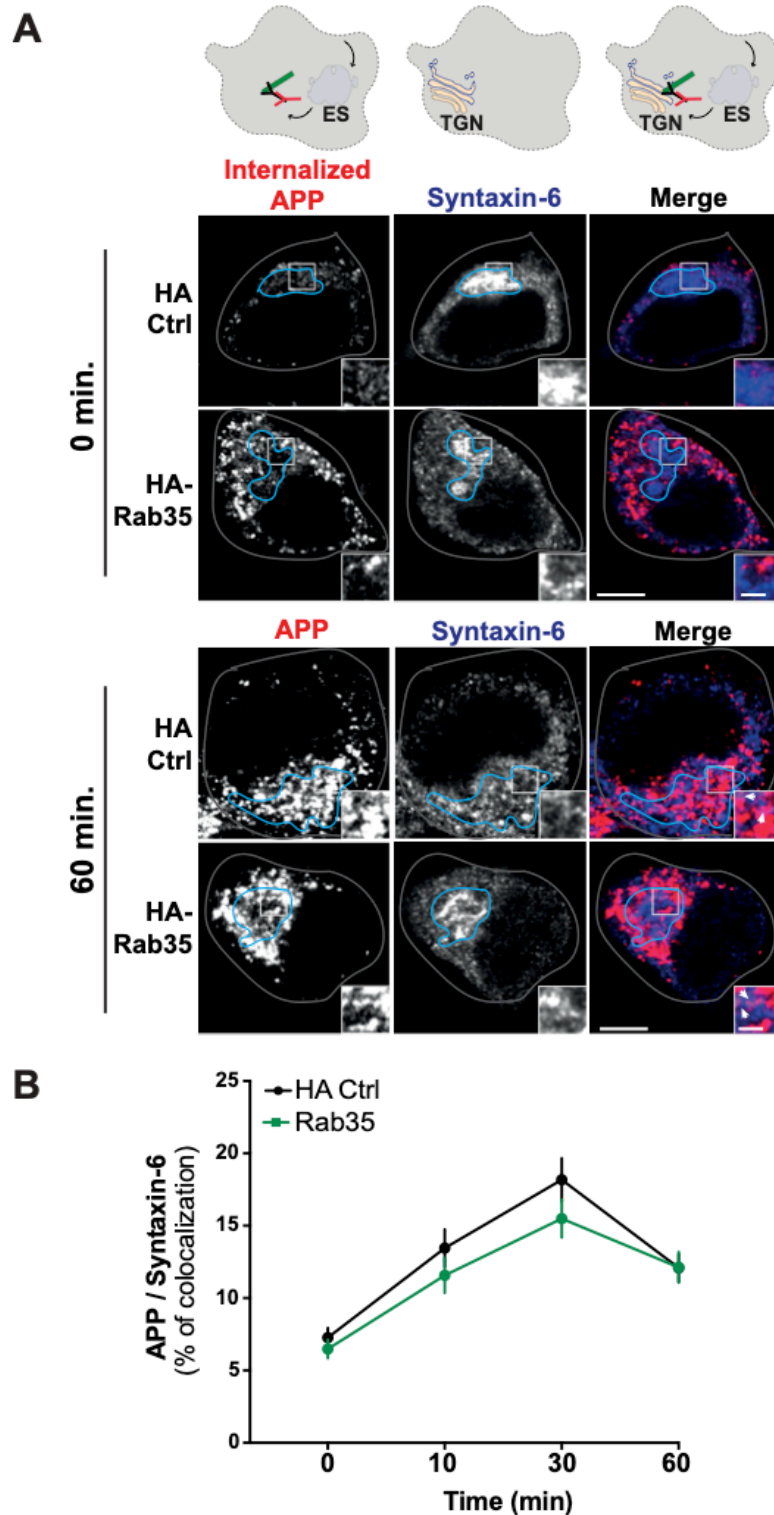 A
ES
TGN
TGN
ES
Internalized
APP
Syntaxin-6
Merge
0 min.
HA
Ctrl
HA-
Rab35
APP
Syntaxin-6
Merge
60 min.
HA
Ctrl
HA-
Rab35
B
HA Ctrl
Rab35
APP / Syntaxin-6
(% of colocalization)
25
20
15
10
5
0
0 10 30 60
Time (min)